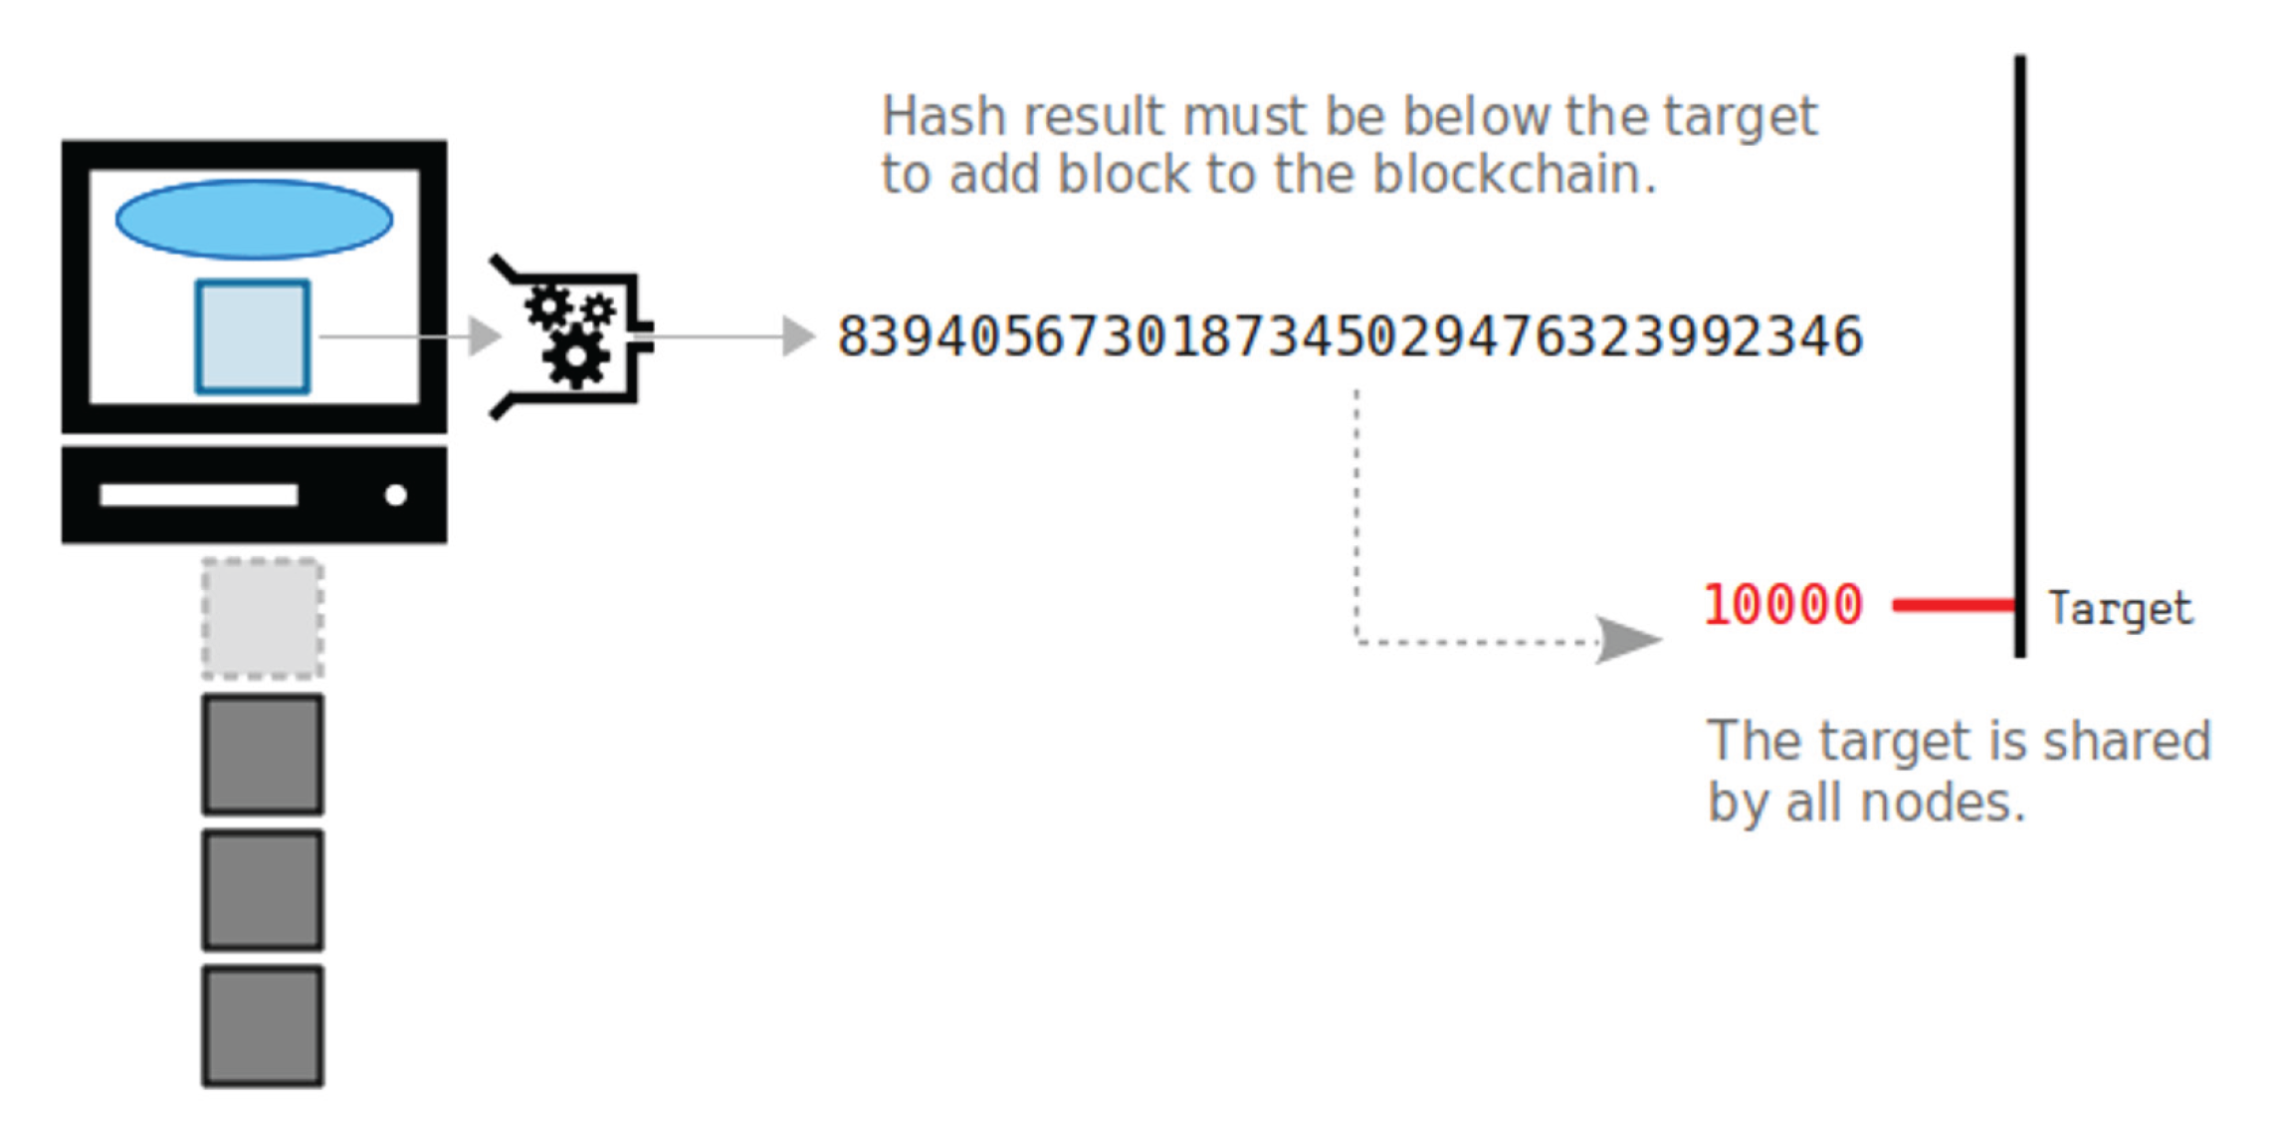 Hash result must be below the target
to add block to the blockchain.
8394056730187345029476323992346
10000
Target
The target is shared
by all nodes.